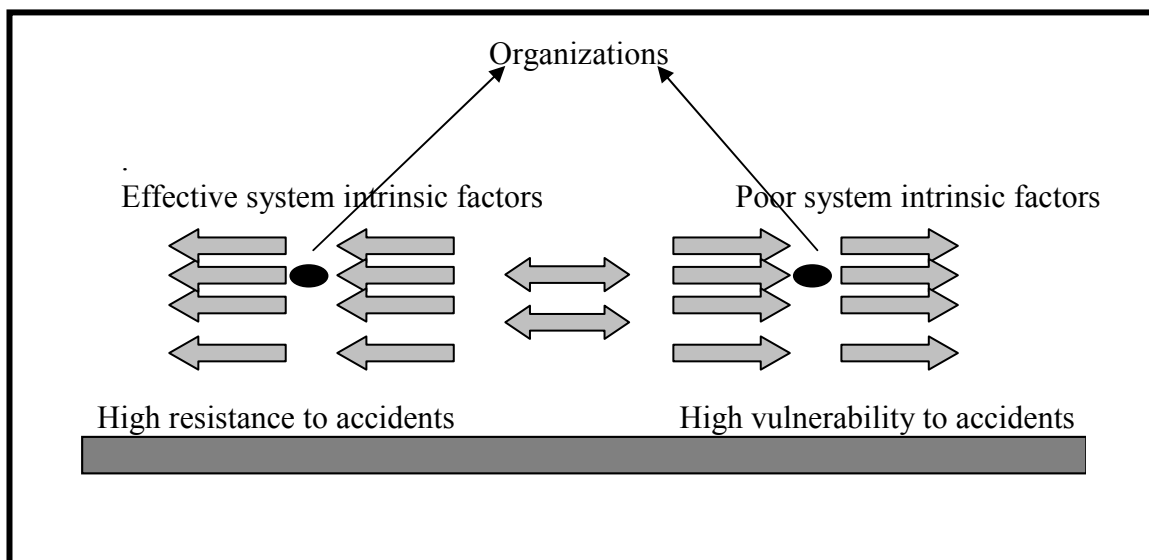 Organizations
.
Effective system intrinsic factors
Poor system intrinsic factors
High resistance to accidents
High vulnerability to accidents